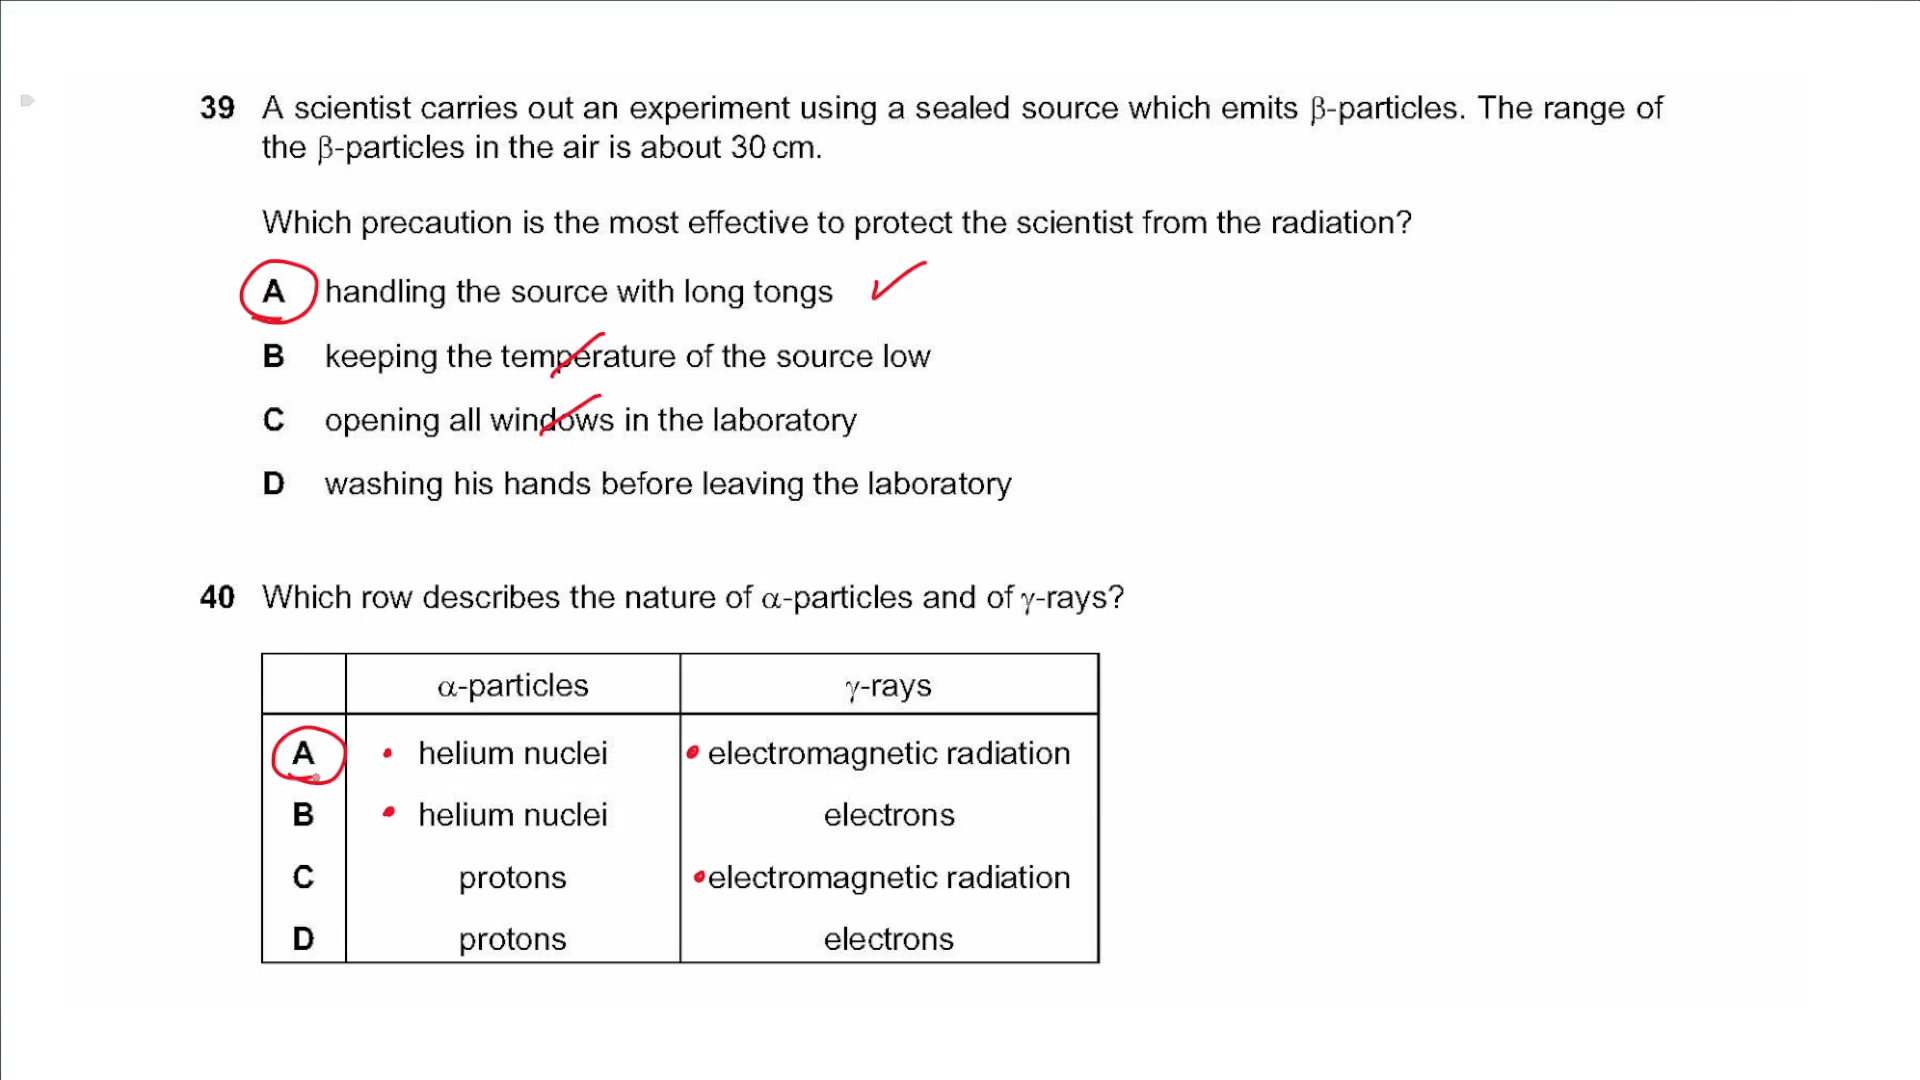 39 A scientist carries out an experiment using a sealed source which emits β-particles. The range of
the β-particles in the air is about 30 cm.
Which precaution is the most effective to protect the scientist from the radiation?
A handling the source with long tongs
B keeping the temperature of the source low
C opening all windows in the laboratory
D washing his hands before leaving the laboratory
40 Which row describes the nature of α-particles and of γ-rays?
α-particles γ-rays
A helium nuclei electromagnetic radiation
B helium nuclei electrons
C protons electromagnetic radiation
D protons electrons